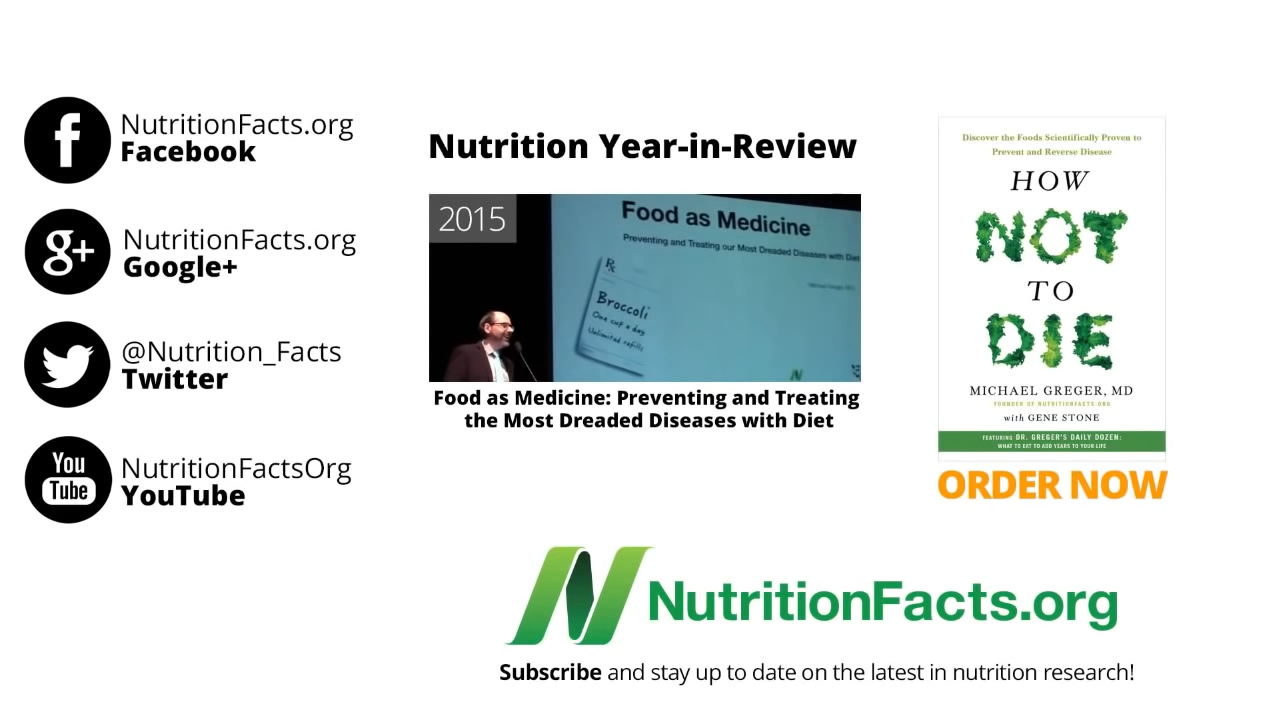 NutritionFacts.org
Facebook
NutritionFacts.org
Google+
@Nutrition_Facts
Twitter
You
Tube
NutritionFactsOrg
YouTube
Nutrition Year-in-Review
2015
Food as Medicine
Preventing and Treating our Most Dreaded Diseases with Diet
Rx
Broccoli
One cup a day
Unlimited refills
Food as Medicine: Preventing and Treating
the Most Dreaded Diseases with Diet
Discover the Foods Scientifically Proven to
Prevent and Reverse Disease
HOW
NOT
TO
DIE
MICHAEL GREGER, MD
FOUNDER OF NUTRITIONFACTS.ORG
with GENE STONE
FEATURING DR. GREGER'S DAILY DOZEN:
WHAT TO EAT TO ADD YEARS TO YOUR LIFE
ORDER NOW
NutritionFacts.org
Subscribe and stay up to date on the latest in nutrition research!